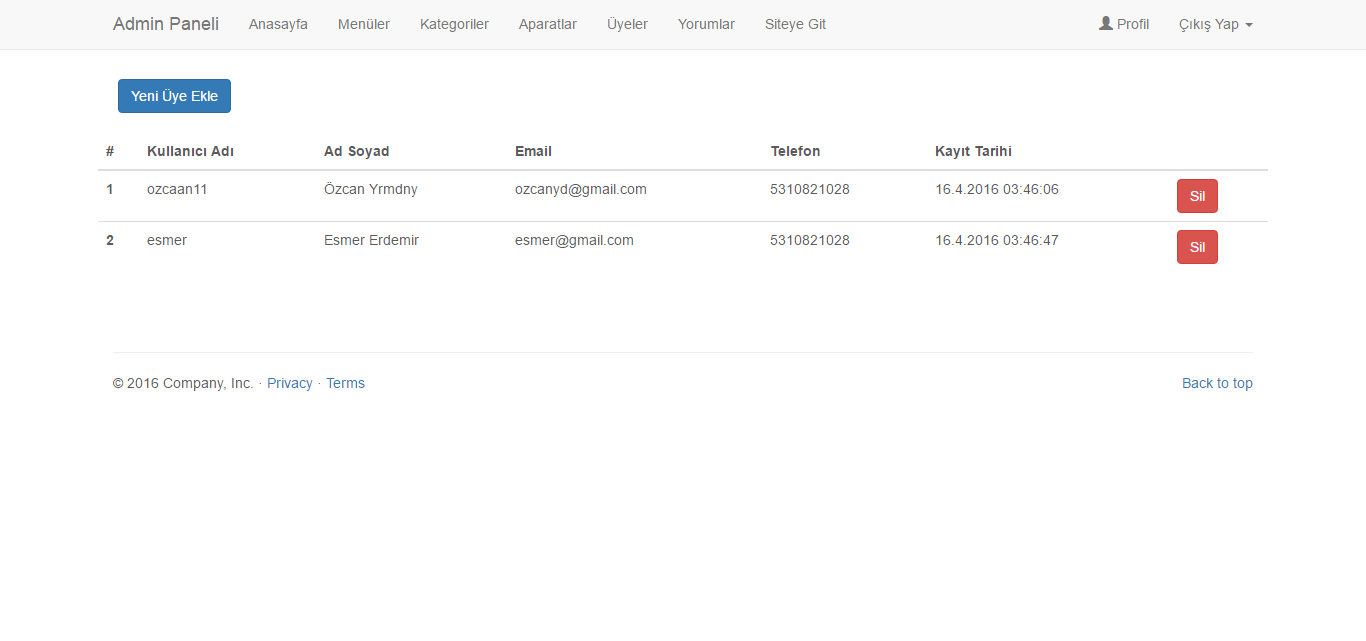 Admin Paneli Anasayfa Menüler Kategoriler Aparatlar Üyeler Yorumlar Siteye Git Profil Çıkış Yap
Yeni Üye Ekle
# Kullanıcı Adı Ad Soyad Email Telefon Kayıt Tarihi
1 ozcaan11 Özcan Yrmdny ozcanyd@gmail.com 5310821028 16.4.2016 03:46:06 Sil
2 esmer Esmer Erdemir esmer@gmail.com 5310821028 16.4.2016 03:46:47 Sil
© 2016 Company, Inc. · Privacy · Terms Back to top